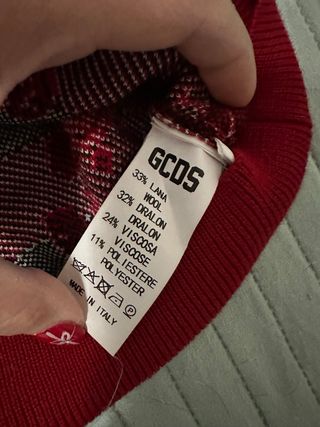 GCDS
33% LANA
WOOL
32% DRALON
DRALON
24% VISCOSA
VISCOSE
11% POLIESTERE
POLYESTER
MADE IN ITALY